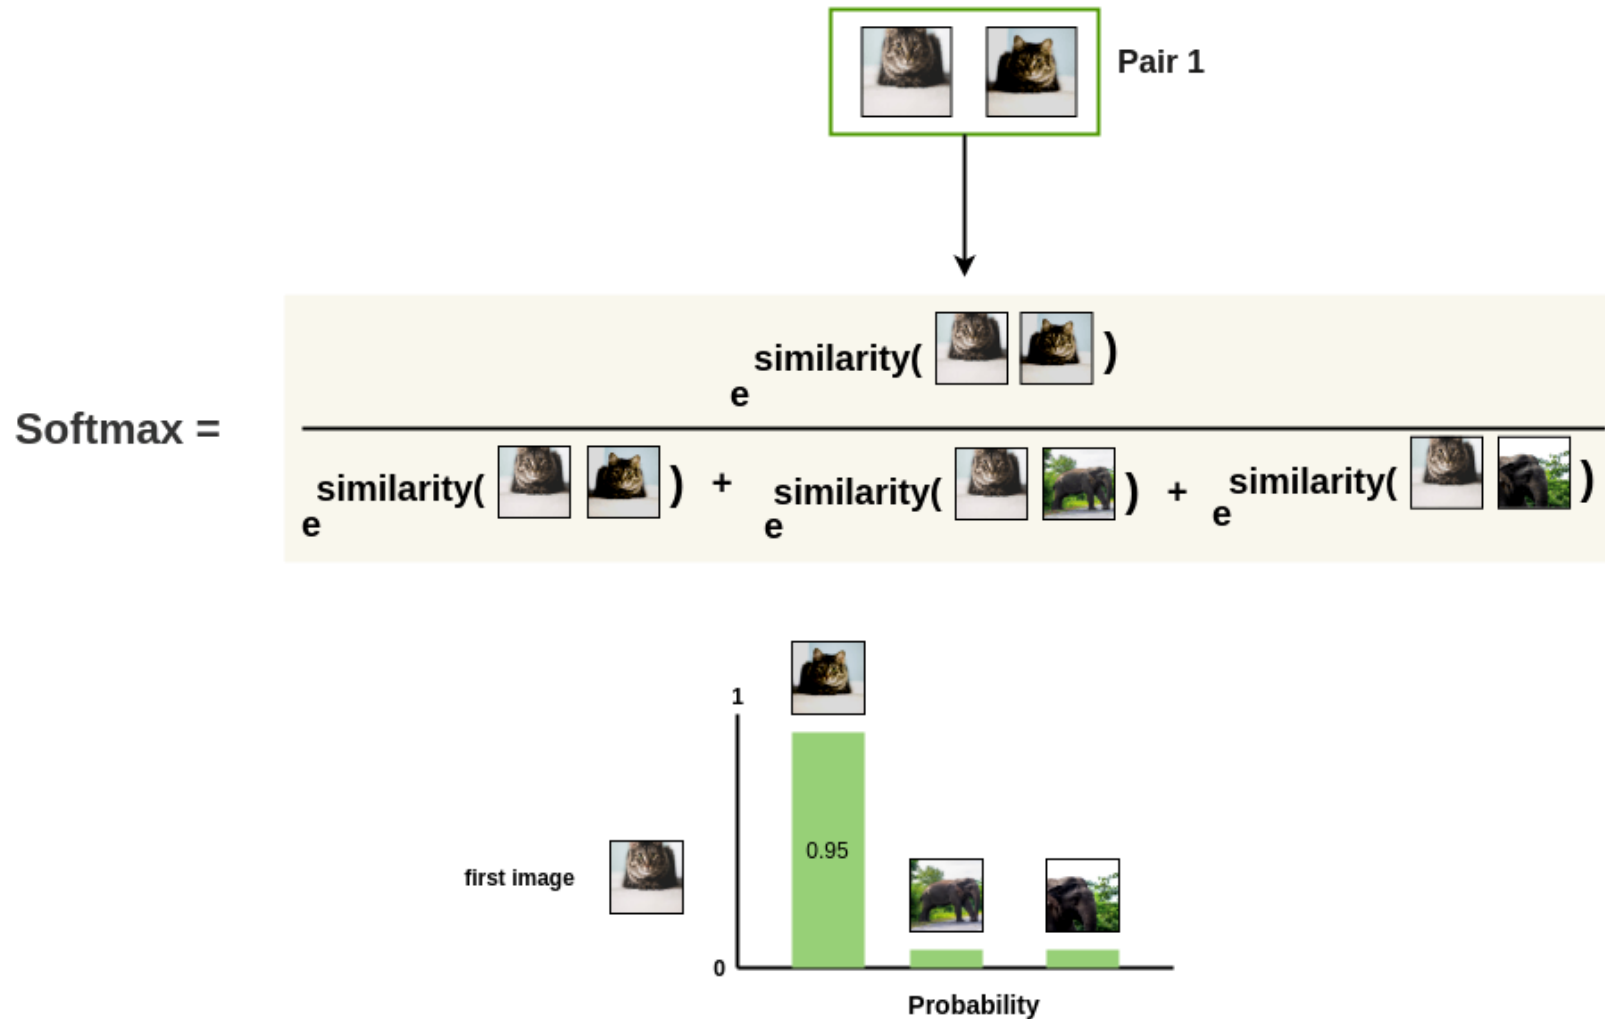 Pair 1
similarity( )
e
Softmax =
similarity( ) + similarity( ) + similarity( )
e e e
1
0.95
first image
0
Probability